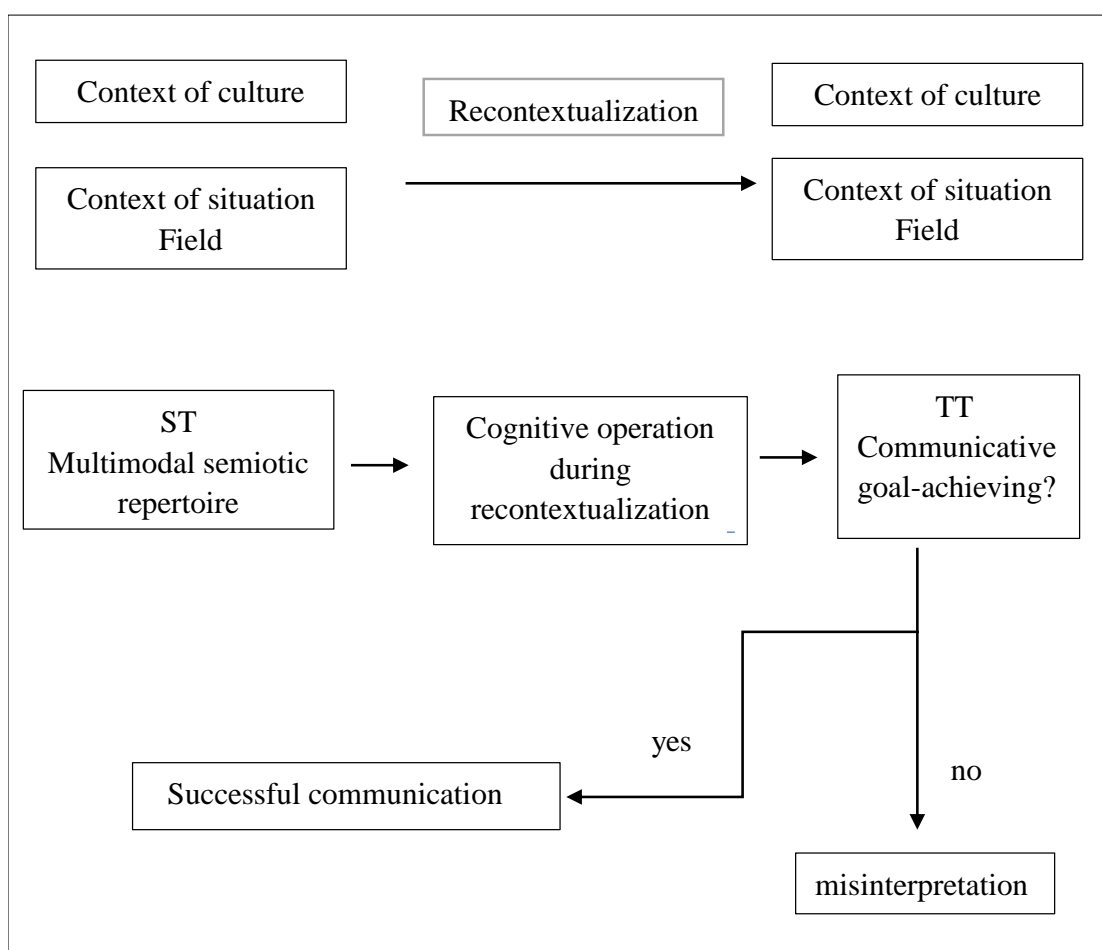 Context of culture
Recontextualization
Context of culture
Context of situation
Field
Context of situation
Field
ST
Multimodal semiotic
repertoire
Cognitive operation
during
recontextualization
TT
Communicative
goal-achieving?
yes
no
Successful communication
misinterpretation